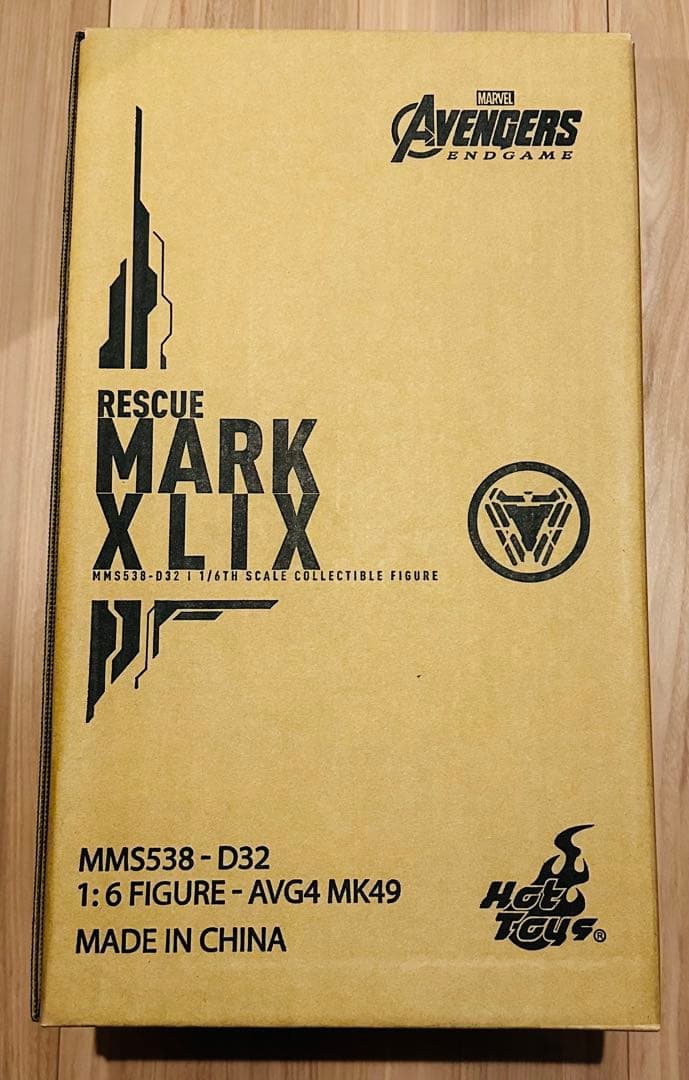 MARVEL
AVENGERS
ENDGAME
RESCUE
MARK
XLIX
MMS538-D32 | 1/6TH SCALE COLLECTIBLE FIGURE
MMS538 - D32
1: 6 FIGURE - AVG4 MK49
MADE IN CHINA
Hot
Toys®